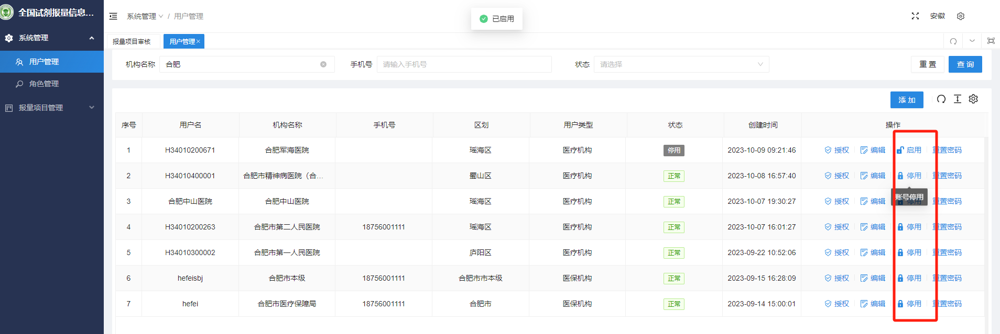 全国试剂报量信息...
系统管理 / 用户管理
已启用
安徽
系统管理
用户管理
角色管理
报量项目管理
报量项目审核 用户管理×
机构名称 合肥 手机号 请输入手机号 状态 请选择 重 置 查 询
添 加
序号 用户名 机构名称 手机号 区划 用户类型 状态 创建时间 操作
1 H34010200671 合肥军海医院 瑶海区 医疗机构 停用 2023-10-09 09:21:46 授权 编辑 启用 重置密码
2 H34010400001 合肥市精神病医院（合... 蜀山区 医疗机构 正常 2023-10-08 16:57:40 授权 编辑 停用 重置密码
账号停用
3 合肥中山医院 合肥中山医院 瑶海区 医疗机构 正常 2023-10-07 19:30:27 授权 编辑 停用 重置密码
4 H34010200263 合肥市第二人民医院 18756001111 瑶海区 医疗机构 正常 2023-10-07 16:01:27 授权 编辑 停用 重置密码
5 H34010300002 合肥市第一人民医院 庐阳区 医疗机构 正常 2023-09-22 10:52:06 授权 编辑 停用 重置密码
6 hefeisbj 合肥市本级 18756001111 合肥市市本级 医保机构 正常 2023-09-15 16:28:09 授权 编辑 停用 重置密码
7 hefei 合肥市医疗保障局 18756001111 合肥市 医保机构 正常 2023-09-14 15:00:01 授权 编辑 停用 重置密码